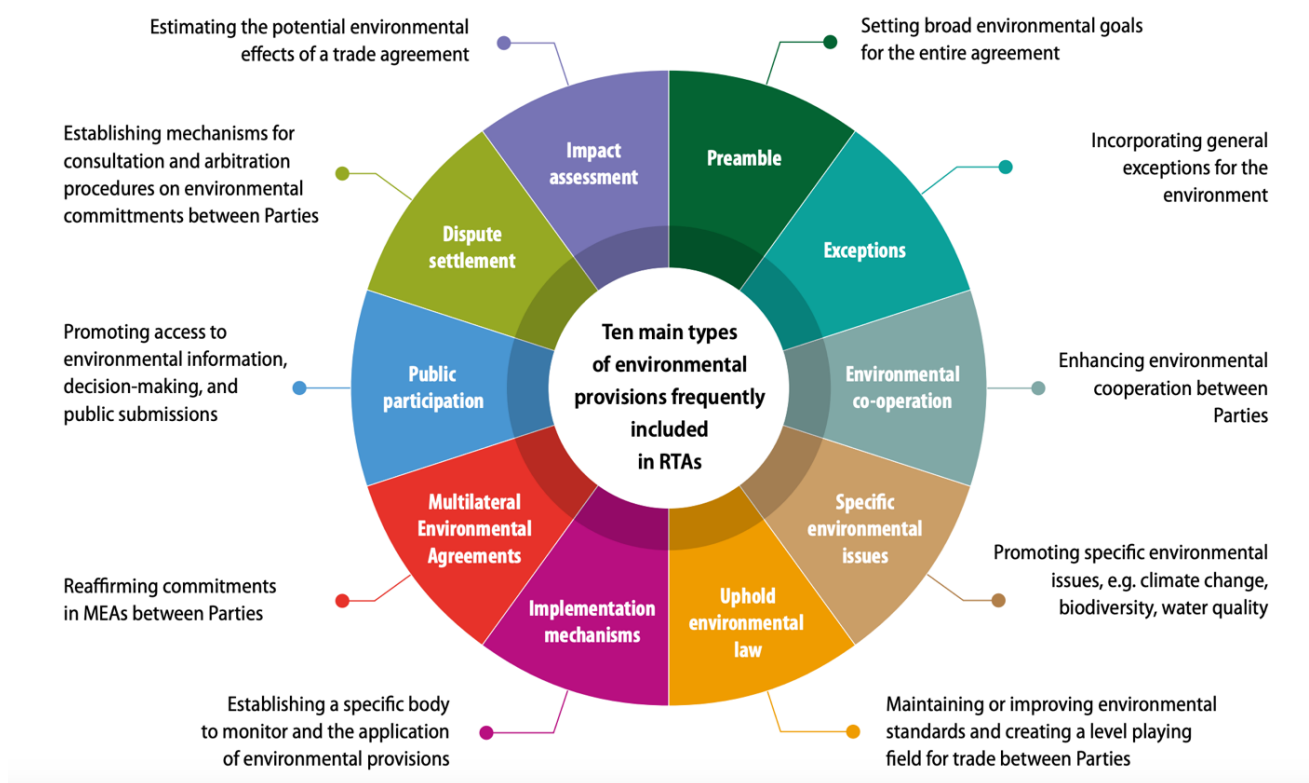 Estimating the potential environmental
effects of a trade agreement
Setting broad environmental goals
for the entire agreement
Establishing mechanisms for
consultation and arbitration
procedures on environmental
committments between Parties
Incorporating general
exceptions for the
environment
Impact
assessment
Preamble
Dispute
settlement
Exceptions
Promoting access to
environmental information,
decision-making, and
public submissions
Public
participation
Ten main types
of environmental
provisions frequently
included
in RTAs
Environmental
co-operation
Enhancing environmental
cooperation between
Parties
Multilateral
Environmental
Agreements
Specific
environmental
issues
Reaffirming commitments
in MEAs between Parties
Implementation
mechanisms
Uphold
environmental
law
Promoting specific environmental
issues, e.g. climate change,
biodiversity, water quality
Establishing a specific body
to monitor and the application
of environmental provisions
Maintaining or improving environmental
standards and creating a level playing
field for trade between Parties